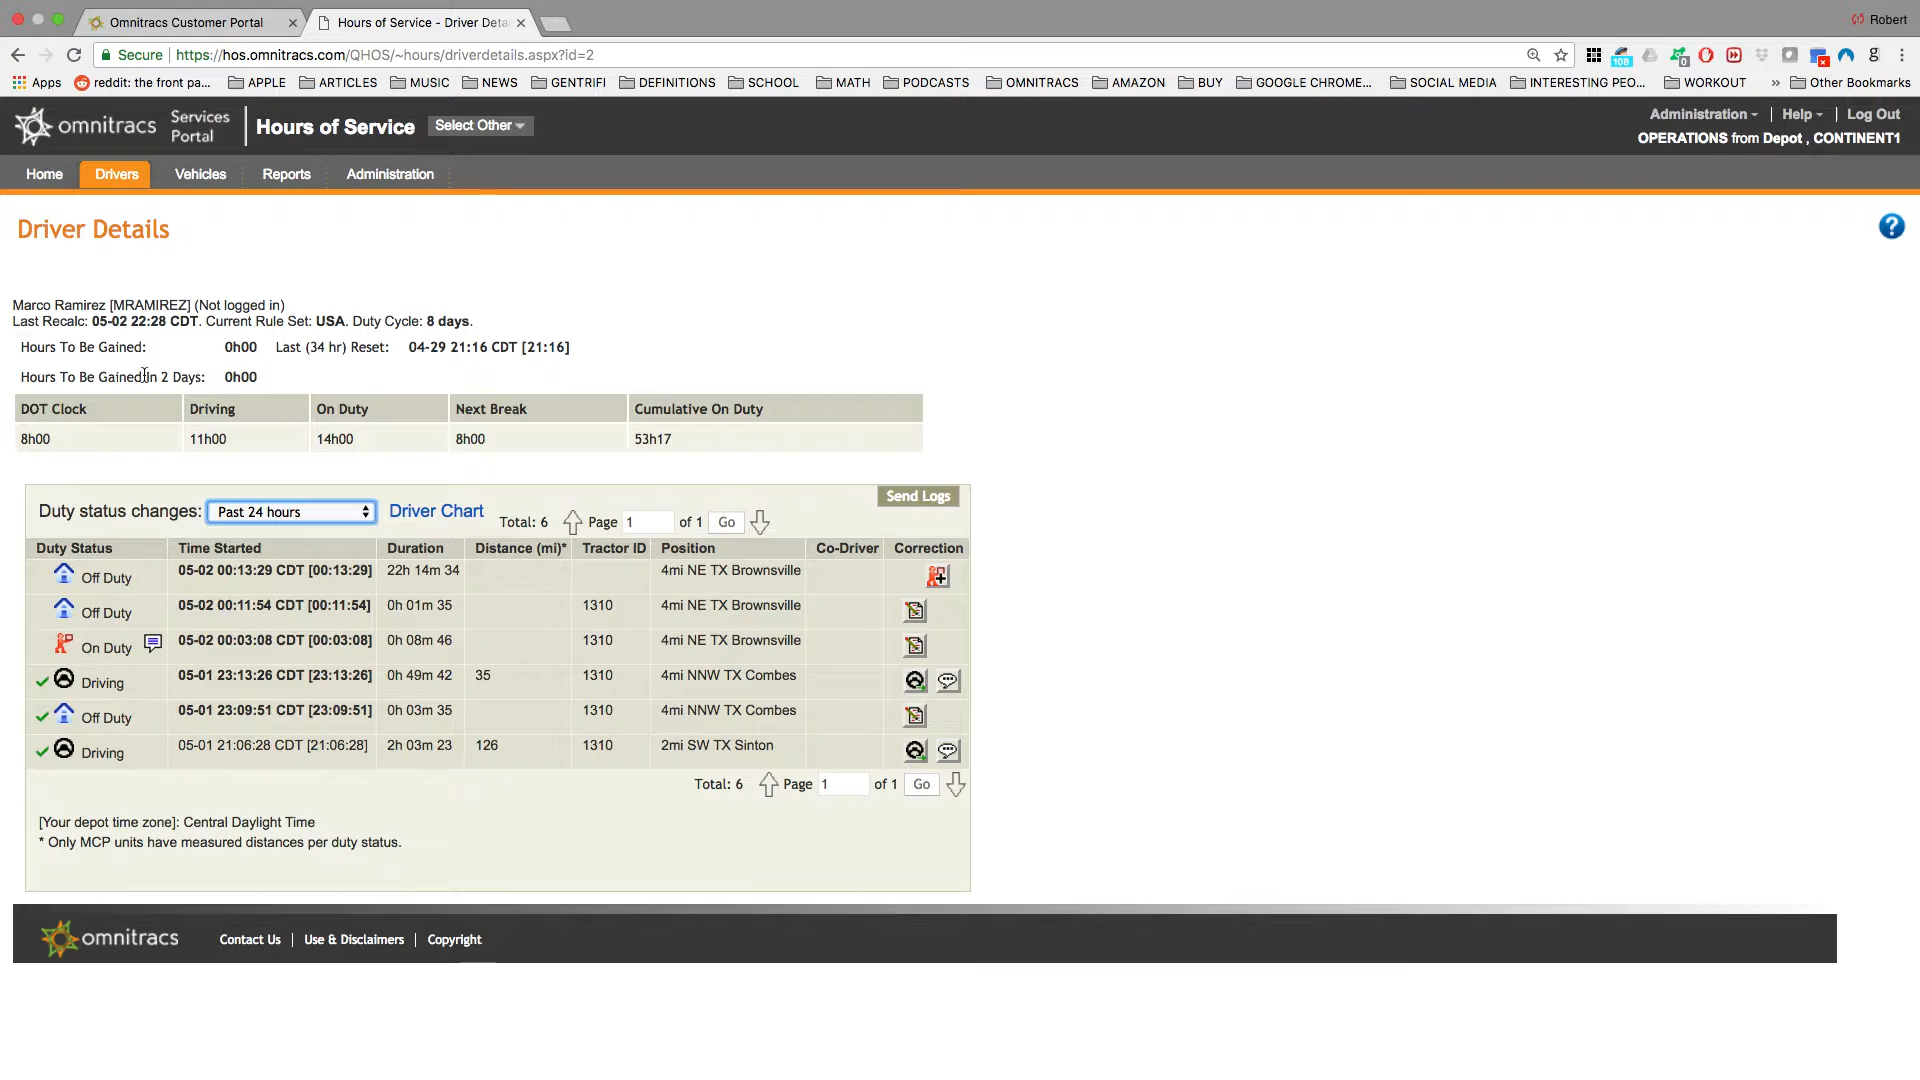 Omnitracs Customer Portal
Hours of Service - Driver Deta
Robert
Secure
https://hos.omnitracs.com/QHOS/~hours/driverdetails.aspx?id=2
108
0
g
Apps
reddit: the front pa...
APPLE
ARTICLES
MUSIC
NEWS
GENTRIFI
DEFINITIONS
SCHOOL
MATH
PODCASTS
OMNITRACS
AMAZON
BUY
GOOGLE CHROME...
SOCIAL MEDIA
INTERESTING PEO...
WORKOUT
»
Other Bookmarks
omnitracs
Services
Portal
Hours of Service
Select Other
Administration
Help
Log Out
OPERATIONS from Depot , CONTINENT1
Home
Drivers
Vehicles
Reports
Administration
Driver Details
?
Marco Ramirez [MRAMIREZ] (Not logged in)
Last Recalc: 05-02 22:28 CDT. Current Rule Set: USA. Duty Cycle: 8 days.
Hours To Be Gained: 0h00 Last (34 hr) Reset: 04-29 21:16 CDT [21:16]
Hours To Be Gained In 2 Days: 0h00
DOT Clock Driving On Duty Next Break Cumulative On Duty
8h00 11h00 14h00 8h00 53h17
Send Logs
Duty status changes: Past 24 hours Driver Chart Total: 6 Page 1 of 1 Go
Duty Status Time Started Duration Distance (mi)* Tractor ID Position Co-Driver Correction
Off Duty 05-02 00:13:29 CDT [00:13:29] 22h 14m 34 4mi NE TX Brownsville
Off Duty 05-02 00:11:54 CDT [00:11:54] 0h 01m 35 1310 4mi NE TX Brownsville
On Duty 05-02 00:03:08 CDT [00:03:08] 0h 08m 46 1310 4mi NE TX Brownsville
Driving 05-01 23:13:26 CDT [23:13:26] 0h 49m 42 35 1310 4mi NNW TX Combes
Off Duty 05-01 23:09:51 CDT [23:09:51] 0h 03m 35 1310 4mi NNW TX Combes
Driving 05-01 21:06:28 CDT [21:06:28] 2h 03m 23 126 1310 2mi SW TX Sinton
Total: 6 Page 1 of 1 Go
[Your depot time zone]: Central Daylight Time
* Only MCP units have measured distances per duty status.
omnitracs
Contact Us
Use & Disclaimers
Copyright